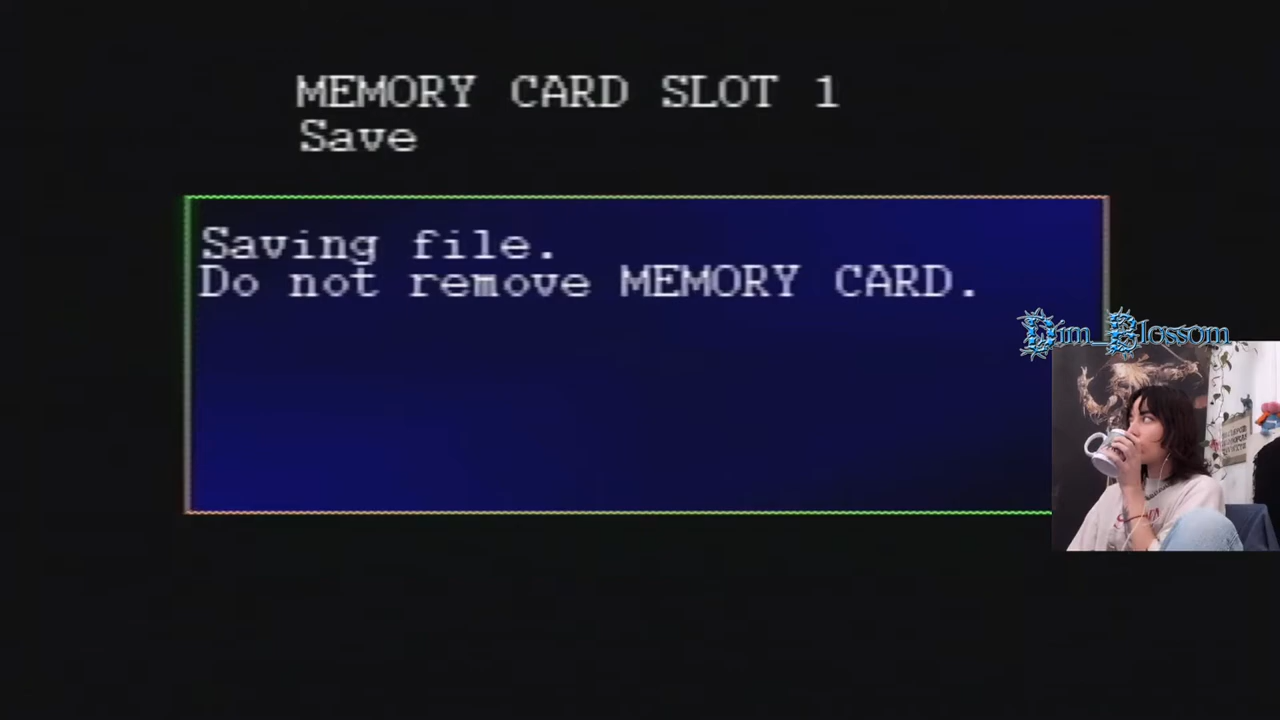 MEMORY CARD SLOT 1
Save
Saving file.
Do not remove MEMORY CARD.
Dim_Blossom